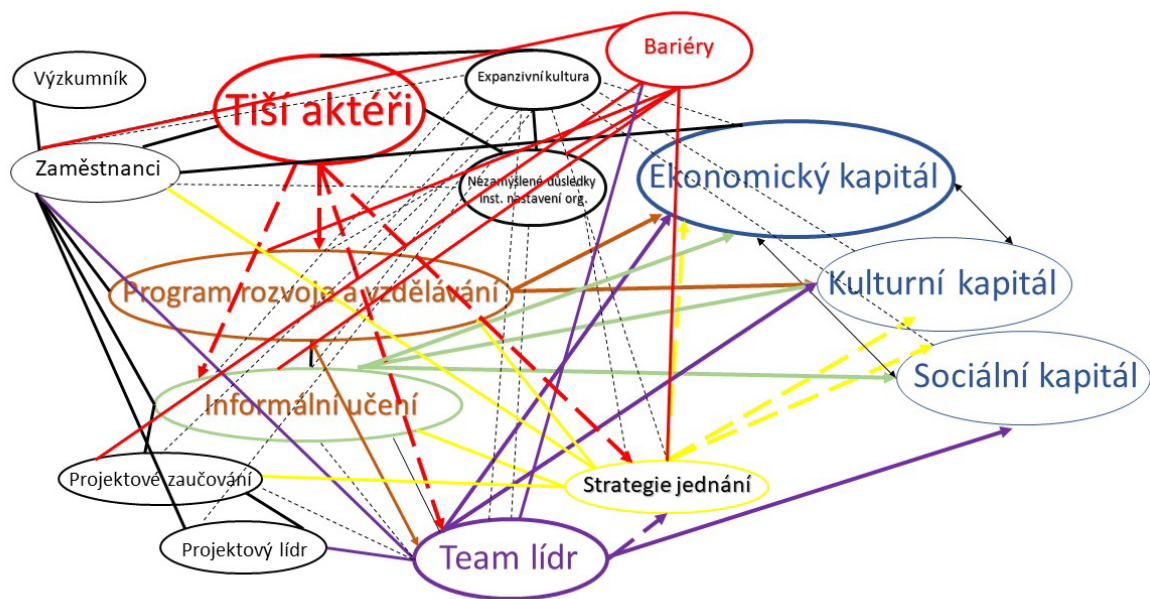 Bariéry
Výzkumník
Expanzivní kultura
Tiší aktéři
Zaměstnanci
Nezamýšlené důsledky
inst. nastavení org.
Ekonomický kapitál
Program rozvoje a vzdělávání
Kulturní kapitál
Sociální kapitál
Informální učení
Projektové zaučování
Strategie jednání
Projektový lídr
Team lídr